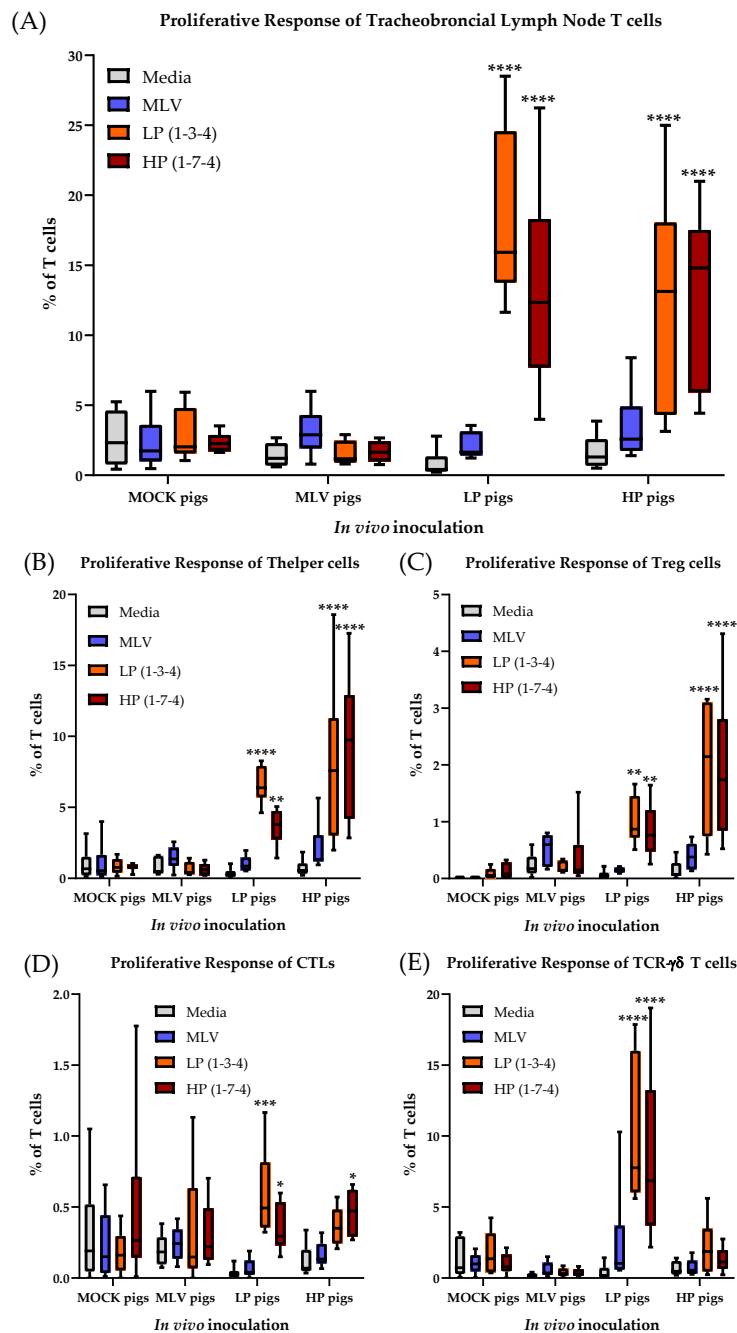 (A)
Proliferative Response of Tracheobroncial Lymph Node T cells
30
25
20
15
10
5
0
% of T cells
Media
MLV
LP (1-3-4)
HP (1-7-4)
**** **** **** ****
MOCK pigs MLV pigs LP pigs HP pigs
In vivo inoculation
(B)
Proliferative Response of Thelper cells
20
15
10
5
0
% of T cells
Media
MLV
LP (1-3-4)
HP (1-7-4)
**** ** **** ****
MOCK pigs MLV pigs LP pigs HP pigs
In vivo inoculation
(C)
Proliferative Response of Treg cells
5
4
3
2
1
0
% of T cells
Media
MLV
LP (1-3-4)
HP (1-7-4)
** ** **** ****
MOCK pigs MLV pigs LP pigs HP pigs
In vivo inoculation
(D)
Proliferative Response of CTLs
2.0
1.5
1.0
0.5
0.0
% of T cells
Media
MLV
LP (1-3-4)
HP (1-7-4)
*** * *
MOCK pigs MLV pigs LP pigs HP pigs
In vivo inoculation
(E)
Proliferative Response of TCR-γδ T cells
20
15
10
5
0
% of T cells
Media
MLV
LP (1-3-4)
HP (1-7-4)
**** ****
MOCK pigs MLV pigs LP pigs HP pigs
In vivo inoculation